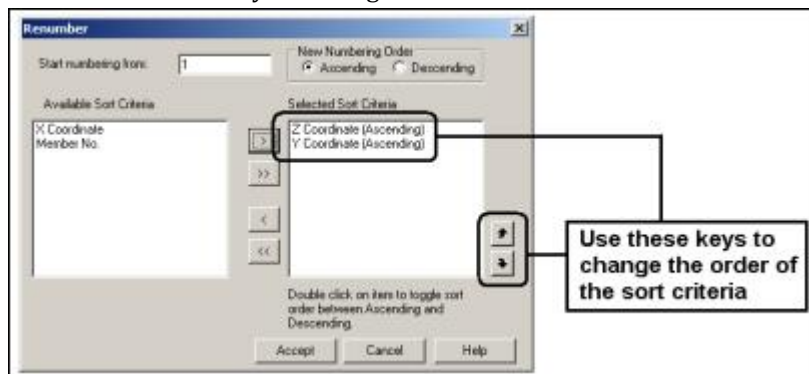 Renumber
Start numbering from: 1
New Numbering Order
Ascending Descending
Available Sort Criteria
X Coordinate
Member No.
>
>>
<
<<
Selected Sort Criteria
Z Coordinate (Ascending)
Y Coordinate (Ascending)
Double click on item to toggle sort
order between Ascending and
Descending.
Accept Cancel Help
Use these keys to
change the order of
the sort criteria